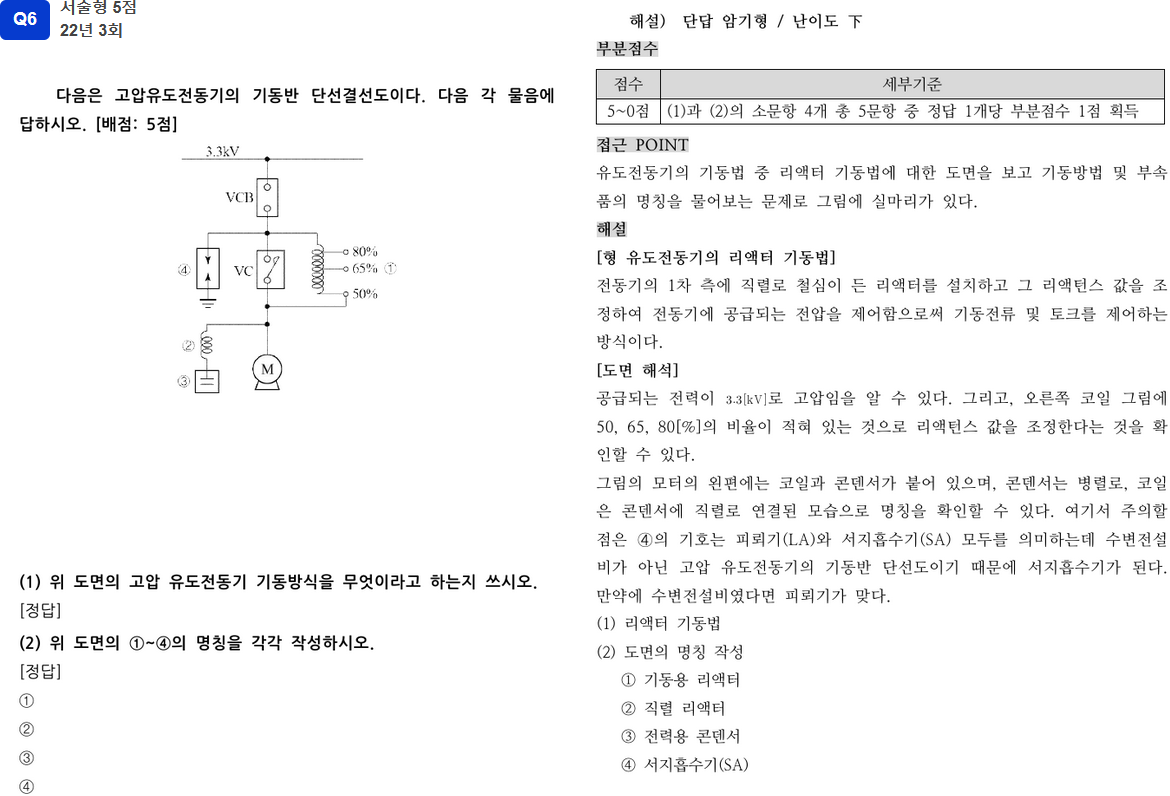 Q6
서술형 5점
22년 3회
다음은 고압유도전동기의 기동반 단선결선도이다. 다음 각 물음에
답하시오. [배점: 5점]
3.3kV
VCB
④
VC
80%
65% ①
50%
②
③
M
(1) 위 도면의 고압 유도전동기 기동방식을 무엇이라고 하는지 쓰시오.
[정답]
(2) 위 도면의 ①~④의 명칭을 각각 작성하시오.
[정답]
①
②
③
④
해설) 단답 암기형 / 난이도 下
부분점수
점수 세부기준
5~0점 (1)과 (2)의 소문항 4개 총 5문항 중 정답 1개당 부분점수 1점 획득
접근 POINT
유도전동기의 기동법 중 리액터 기동법에 대한 도면을 보고 기동방법 및 부속
품의 명칭을 물어보는 문제로 그림에 실마리가 있다.
해설
[형 유도전동기의 리액터 기동법]
전동기의 1차 측에 직렬로 철심이 든 리액터를 설치하고 그 리액턴스 값을 조
정하여 전동기에 공급되는 전압을 제어함으로써 기동전류 및 토크를 제어하는
방식이다.
[도면 해석]
공급되는 전력이 3.3[kV]로 고압임을 알 수 있다. 그리고, 오른쪽 코일 그림에
50, 65, 80[%]의 비율이 적혀 있는 것으로 리액턴스 값을 조정한다는 것을 확
인할 수 있다.
그림의 모터의 왼편에는 코일과 콘덴서가 붙어 있으며, 콘덴서는 병렬로, 코일
은 콘덴서에 직렬로 연결된 모습으로 명칭을 확인할 수 있다. 여기서 주의할
점은 ④의 기호는 피뢰기(LA)와 서지흡수기(SA) 모두를 의미하는데 수변전설
비가 아닌 고압 유도전동기의 기동반 단선도이기 때문에 서지흡수기가 된다.
만약에 수변전설비였다면 피뢰기가 맞다.
(1) 리액터 기동법
(2) 도면의 명칭 작성
① 기동용 리액터
② 직렬 리액터
③ 전력용 콘덴서
④ 서지흡수기(SA)